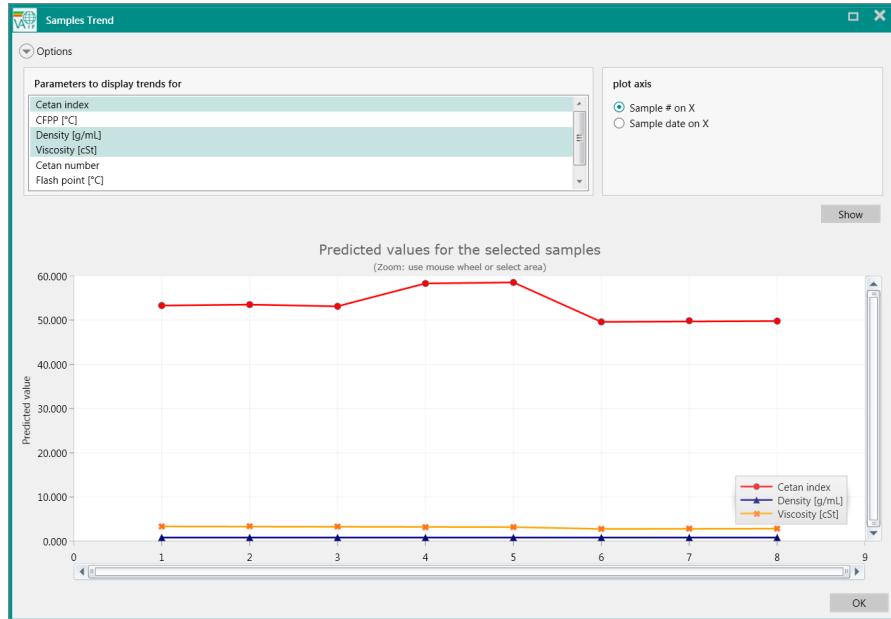 Samples Trend
Options
Parameters to display trends for
Cetan index
CFPP [°C]
Density [g/mL]
Viscosity [cSt]
Cetan number
Flash point [°C]
plot axis
Sample # on X
Sample date on X
Show
Predicted values for the selected samples
(Zoom: use mouse wheel or select area)
Predicted value
60.000
50.000
40.000
30.000
20.000
10.000
0.000
0 1 2 3 4 5 6 7 8 9
Cetan index
Density [g/mL]
Viscosity [cSt]
OK